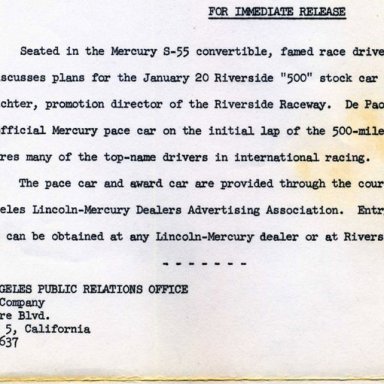 FOR IMMEDIATE RELEASE
Seated in the Mercury S-55 convertible, famed race drive
scusses plans for the January 20 Riverside "500" stock car
chter, promotion director of the Riverside Raceway. De Pao
official Mercury pace car on the initial lap of the 500-mile
res many of the top-name drivers in international racing.
The pace car and award car are provided through the cour
eles Lincoln-Mercury Dealers Advertising Association. Entr
can be obtained at any Lincoln-Mercury dealer or at Rivers
- - - - - - -
GELES PUBLIC RELATIONS OFFICE
Company
re Blvd.
5, California
637